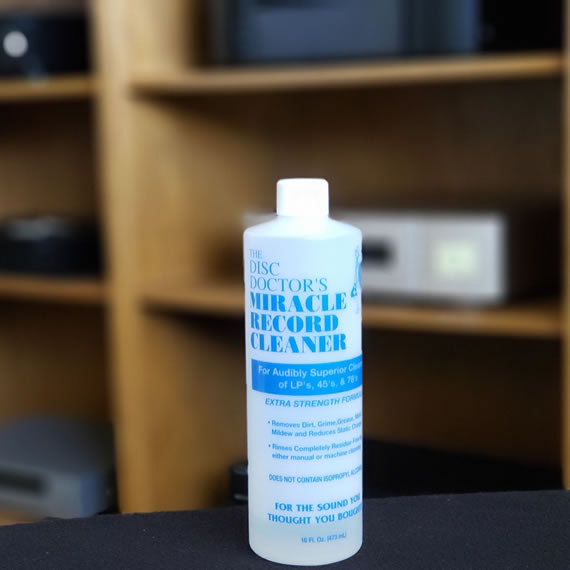 THE
DISC
DOCTOR'S
MIRACLE
RECORD
CLEANER
For Audibly Superior
of LP's, 45's, & 78's
EXTRA STRENGTH
• Removes Dirt, Grime, Grease,
Mildew and Reduces Static
• Rinses Completely
either manual or machine
DOES NOT CONTAIN ISOPROPYL
FOR THE SOUND YOU
THOUGHT YOU
16 Fl. Oz. (473 mL)